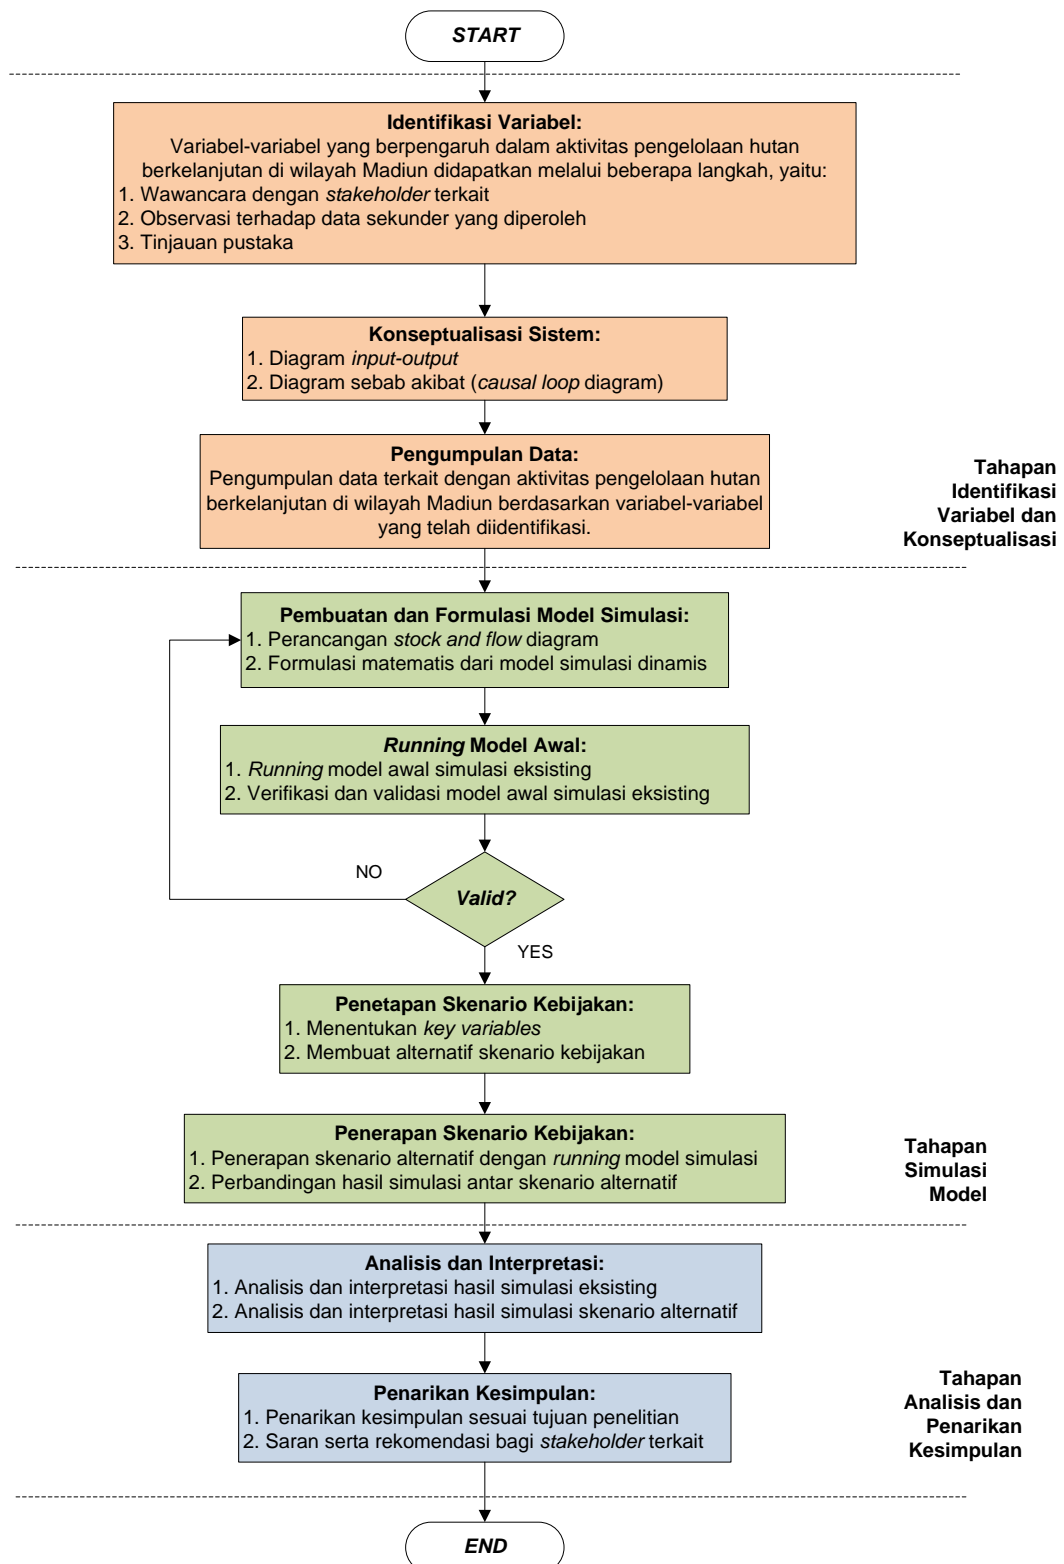 START
Identifikasi Variabel:
Variabel-variabel yang berpengaruh dalam aktivitas pengelolaan hutan
berkelanjutan di wilayah Madiun didapatkan melalui beberapa langkah, yaitu:
1. Wawancara dengan stakeholder terkait
2. Observasi terhadap data sekunder yang diperoleh
3. Tinjauan pustaka
Konseptualisasi Sistem:
1. Diagram input-output
2. Diagram sebab akibat (causal loop diagram)
Pengumpulan Data:
Pengumpulan data terkait dengan aktivitas pengelolaan hutan
berkelanjutan di wilayah Madiun berdasarkan variabel-variabel
yang telah diidentifikasi.
Tahapan
Identifikasi
Variabel dan
Konseptualisasi
Pembuatan dan Formulasi Model Simulasi:
1. Perancangan stock and flow diagram
2. Formulasi matematis dari model simulasi dinamis
Running Model Awal:
1. Running model awal simulasi eksisting
2. Verifikasi dan validasi model awal simulasi eksisting
NO
Valid?
YES
Penetapan Skenario Kebijakan:
1. Menentukan key variables
2. Membuat alternatif skenario kebijakan
Penerapan Skenario Kebijakan:
1. Penerapan skenario alternatif dengan running model simulasi
2. Perbandingan hasil simulasi antar skenario alternatif
Tahapan
Simulasi
Model
Analisis dan Interpretasi:
1. Analisis dan interpretasi hasil simulasi eksisting
2. Analisis dan interpretasi hasil simulasi skenario alternatif
Penarikan Kesimpulan:
1. Penarikan kesimpulan sesuai tujuan penelitian
2. Saran serta rekomendasi bagi stakeholder terkait
Tahapan
Analisis dan
Penarikan
Kesimpulan
END